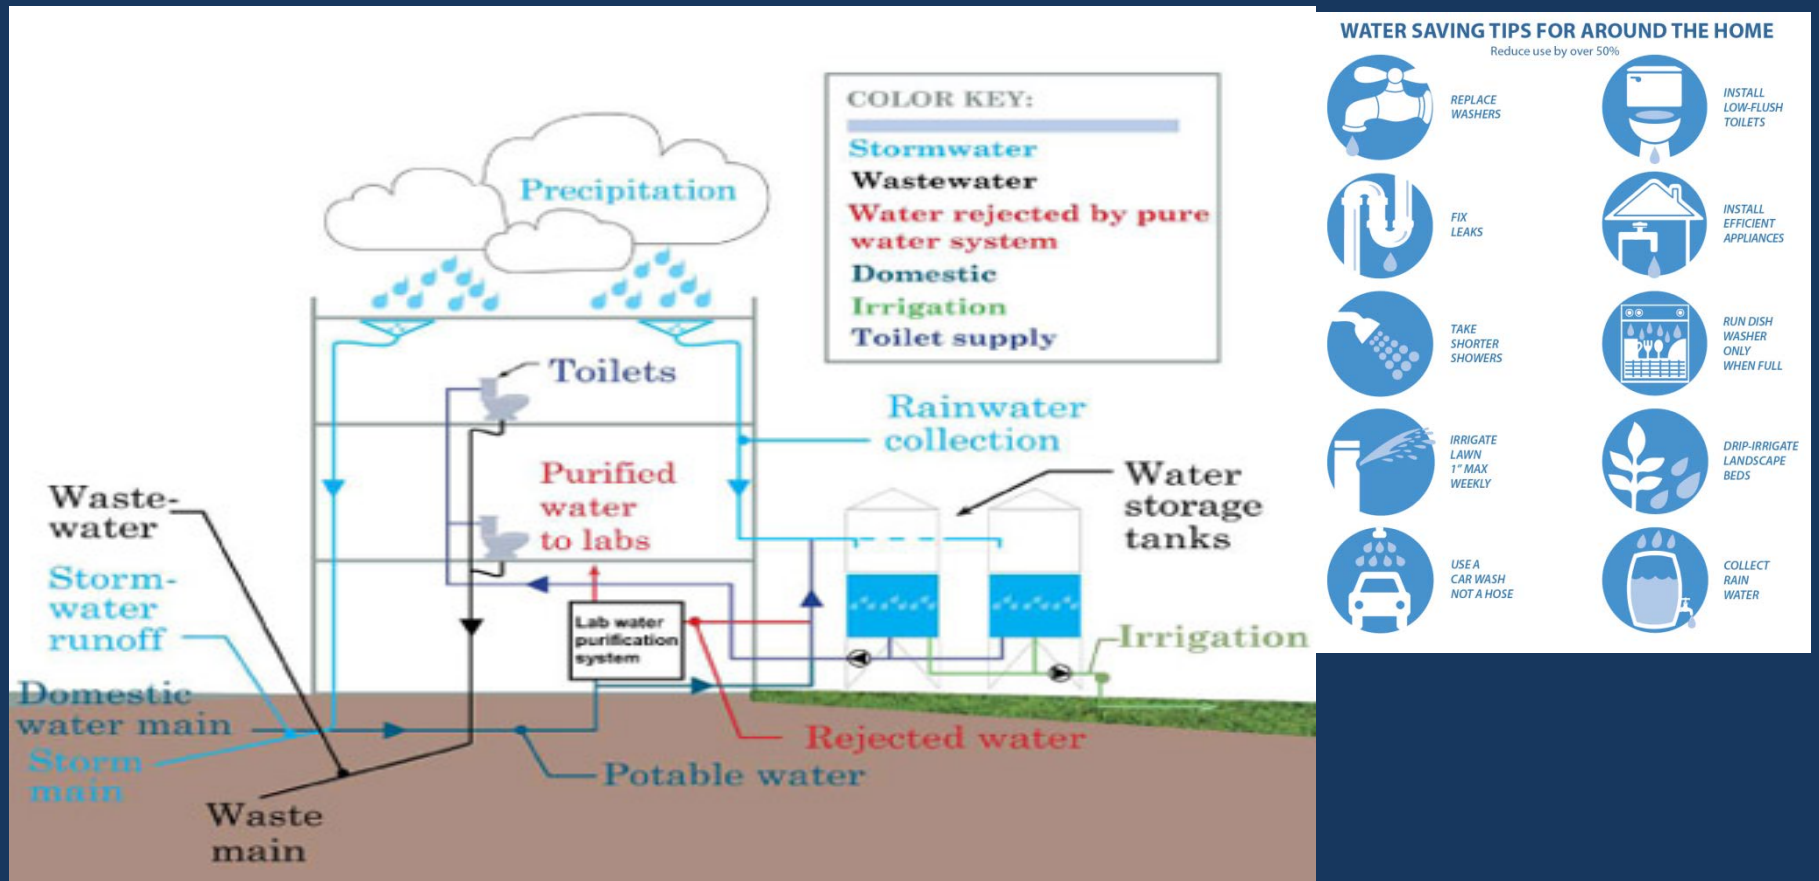 Precipitation
COLOR KEY:
Stormwater
Wastewater
Water rejected by pure
water system
Domestic
Irrigation
Toilet supply
Toilets
Rainwater
collection
Purified
water
to labs
Water
storage
tanks
Waste-
water
Storm-
water
runoff
Lab water
purification
system
Irrigation
Domestic
water main
Storm
main
Rejected water
Potable water
Waste
main
WATER SAVING TIPS FOR AROUND THE HOME
Reduce use by over 50%
REPLACE
WASHERS
INSTALL
LOW-FLUSH
TOILETS
FIX
LEAKS
INSTALL
EFFICIENT
APPLIANCES
TAKE
SHORTER
SHOWERS
RUN DISH
WASHER
ONLY
WHEN FULL
IRRIGATE
LAWN
1" MAX
WEEKLY
DRIP-IRRIGATE
LANDSCAPE
BEDS
USE A
CAR WASH
NOT A HOSE
COLLECT
RAIN
WATER